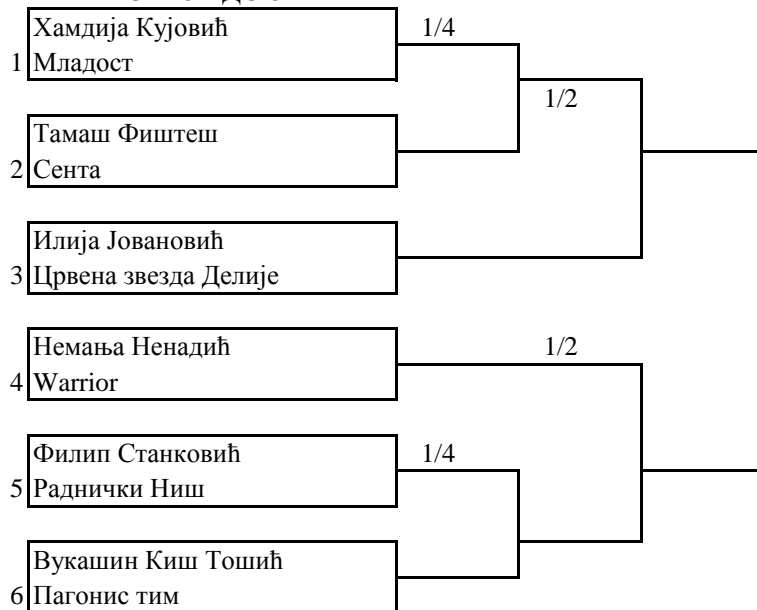 Хамдија Кујовић
1/4
1 Младост
1/2
Тамаш Фиштеш
2 Сента
Илија Јовановић
3 Црвена звезда Делије
Немања Ненадић
1/2
4 Warrior
Филип Станковић
1/4
5 Раднички Ниш
Вукашин Киш Тошић
6 Пагонис тим